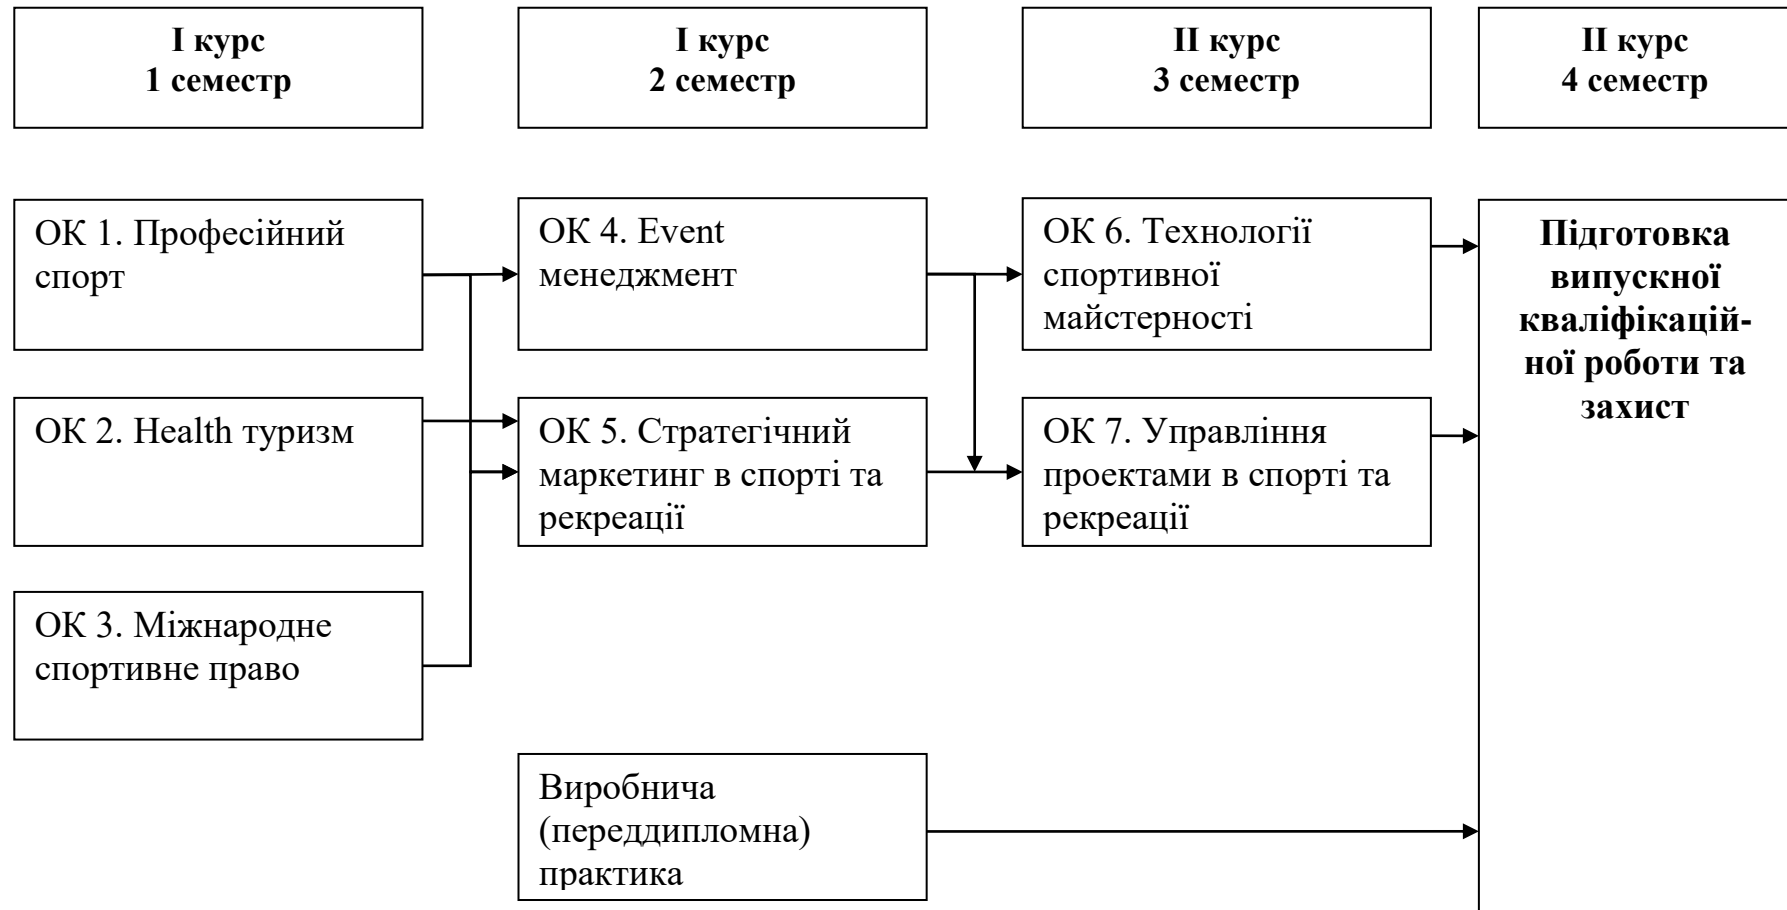 І курс
1 семестр
І курс
2 семестр
ІІ курс
3 семестр
ІІ курс
4 семестр
ОК 1. Професійний
спорт
ОК 4. Event
менеджмент
ОК 6. Технології
спортивної
майстерності
Підготовка
випускної
кваліфікацій-
ної роботи та
захист
ОК 2. Health туризм
ОК 5. Стратегічний
маркетинг в спорті та
рекреації
ОК 7. Управління
проектами в спорті та
рекреації
ОК 3. Міжнародне
спортивне право
Виробнича
(переддипломна)
практика